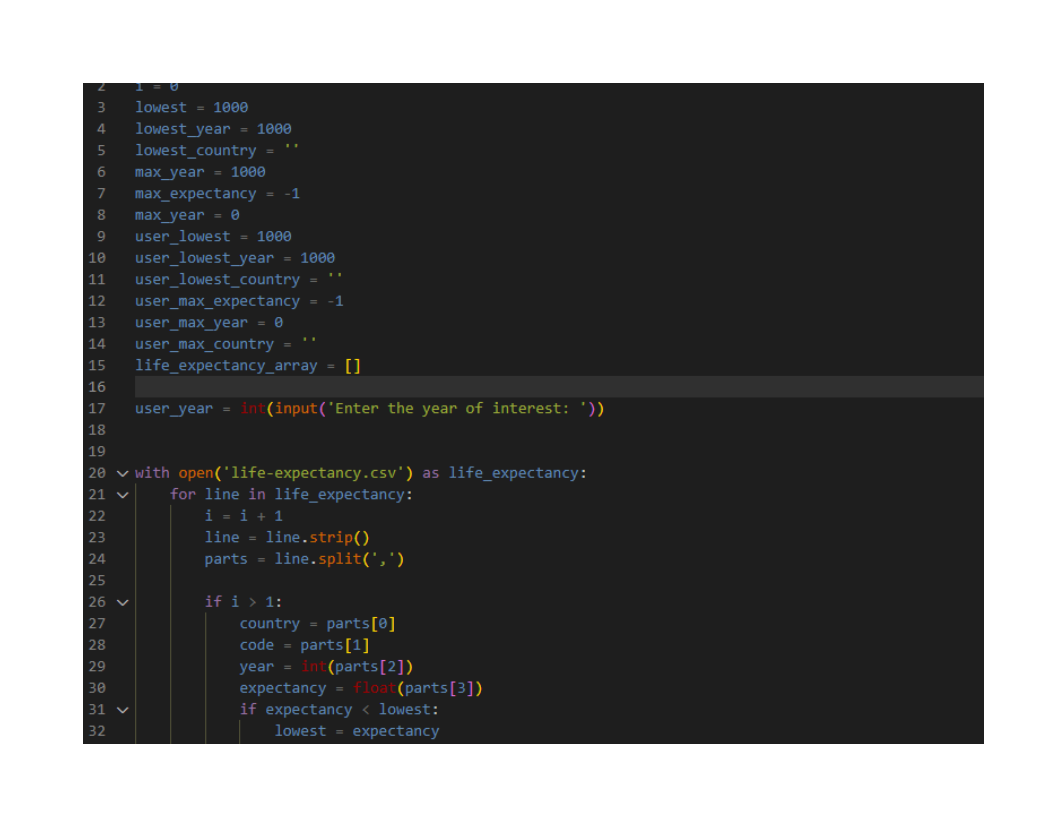 2 i = 0
3 lowest = 1000
4 lowest_year = 1000
5 lowest_country = ''
6 max_year = 1000
7 max_expectancy = -1
8 max_year = 0
9 user_lowest = 1000
10 user_lowest_year = 1000
11 user_lowest_country = ''
12 user_max_expectancy = -1
13 user_max_year = 0
14 user_max_country = ''
15 life_expectancy_array = []
16
17 user_year = int(input('Enter the year of interest: '))
18
19
20 with open('life-expectancy.csv') as life_expectancy:
21     for line in life_expectancy:
22         i = i + 1
23         line = line.strip()
24         parts = line.split(',')
25
26         if i > 1:
27             country = parts[0]
28             code = parts[1]
29             year = int(parts[2])
30             expectancy = float(parts[3])
31             if expectancy < lowest:
32                 lowest = expectancy